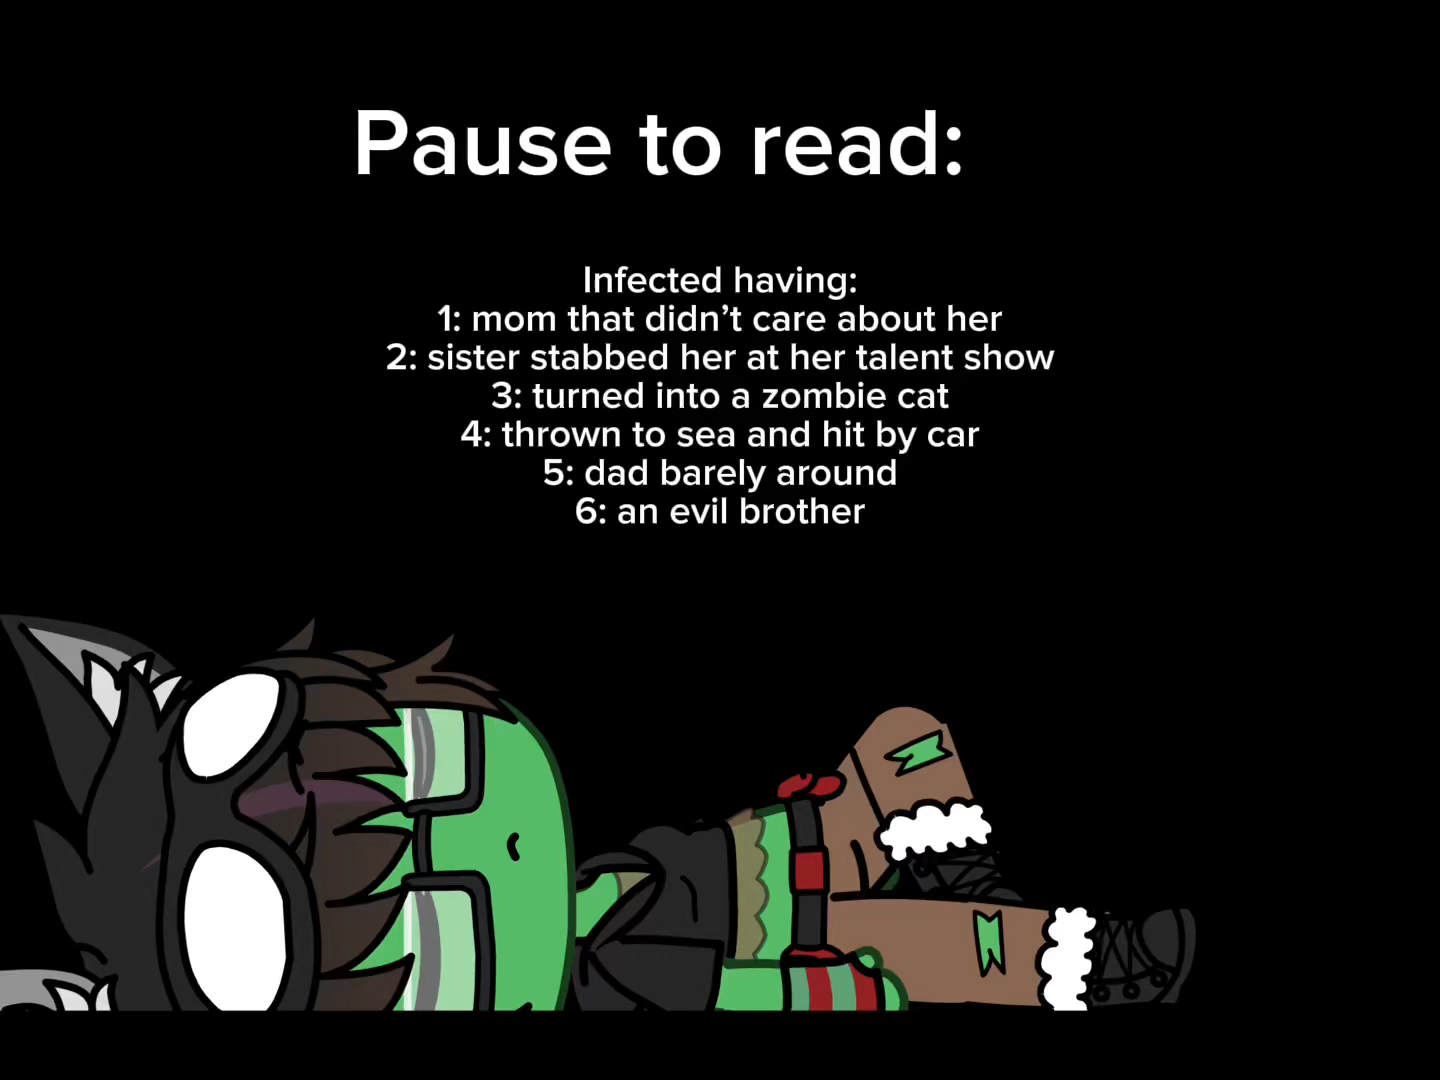 Pause to read:
Infected having:
1: mom that didn’t care about her
2: sister stabbed her at her talent show
3: turned into a zombie cat
4: thrown to sea and hit by car
5: dad barely around
6: an evil brother